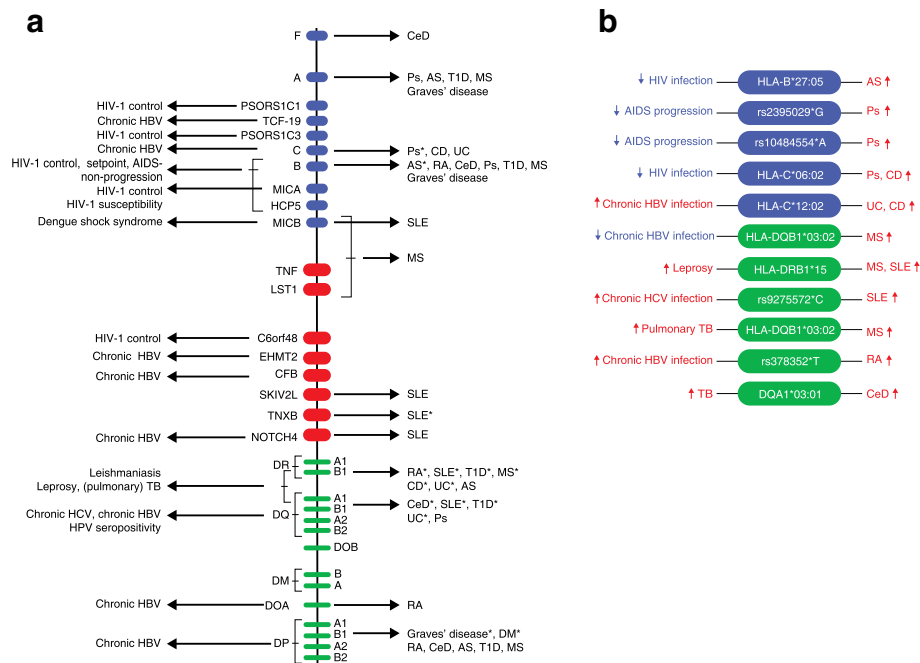 a
F
CeD
A
Ps, AS, T1D, MS
Graves' disease
HIV-1 control
PSORS1C1
Chronic HBV
TCF-19
HIV-1 control
PSORS1C3
Chronic HBV
C
Ps*, CD, UC
HIV-1 control, setpoint, AIDS-
non-progression
B
AS*, RA, CeD, Ps, T1D, MS
Graves' disease
HIV-1 control
MICA
HIV-1 susceptibility
HCP5
Dengue shock syndrome
MICB
SLE
MS
TNF
LST1
HIV-1 control
C6orf48
Chronic HBV
EHMT2
Chronic HBV
CFB
SKIV2L
SLE
TNXB
SLE*
Chronic HBV
NOTCH4
SLE
Leishmaniasis
Leprosy, (pulmonary) TB
DR
A1
B1
RA*, SLE*, T1D*, MS*
CD*, UC*, AS
Chronic HCV, chronic HBV
HPV seropositivity
DQ
A1
B1
A2
B2
CeD*, SLE*, T1D*
UC*, Ps
DOB
DM
B
A
Chronic HBV
DOA
RA
Chronic HBV
DP
A1
B1
A2
B2
Graves' disease*, DM*
RA, CeD, AS, T1D, MS
b
↓ HIV infection HLA-B*27:05 AS ↑
↓ AIDS progression rs2395029*G Ps ↑
↓ AIDS progression rs10484554*A Ps ↑
↓ HIV infection HLA-C*06:02 Ps, CD ↑
↑ Chronic HBV infection HLA-C*12:02 UC, CD ↑
↓ Chronic HBV infection HLA-DQB1*03:02 MS ↑
↑ Leprosy HLA-DRB1*15 MS, SLE ↑
↑ Chronic HCV infection rs9275572*C SLE ↑
↑ Pulmonary TB HLA-DQB1*03:02 MS ↑
↑ Chronic HBV infection rs378352*T RA ↑
↑ TB DQA1*03:01 CeD ↑